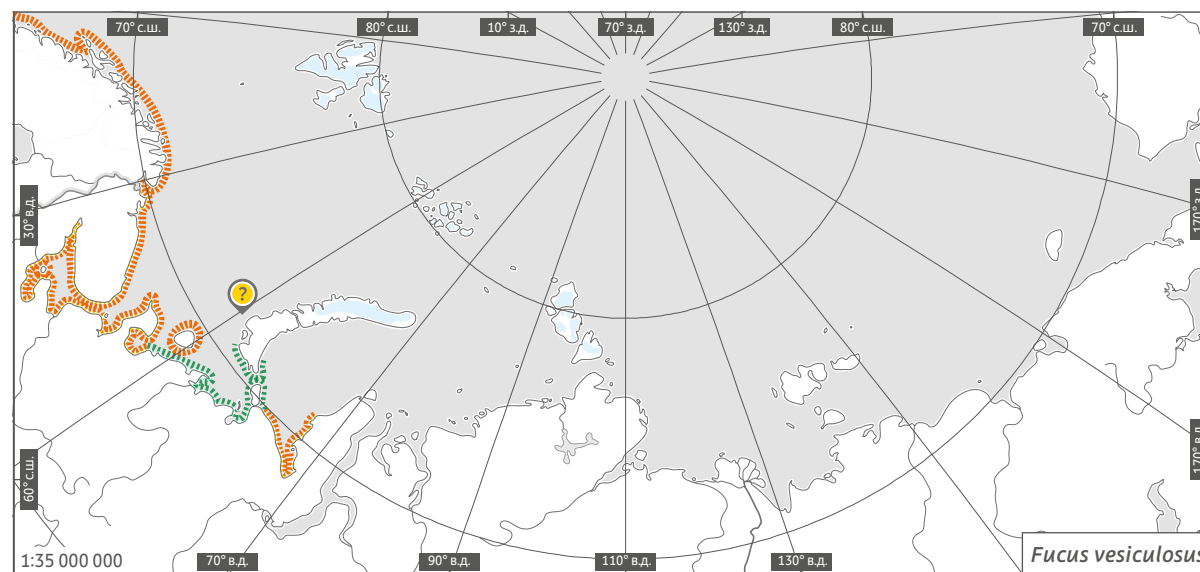 70° с.ш.
80° с.ш.
10° з.д.
70° з.д.
130° з.д.
80° с.ш.
70° с.ш.
30° в.д.
170° з.д.
?
60° с.ш.
170° в.д.
1:35 000 000
70° в.д.
90° в.д.
110° в.д.
130° в.д.
Fucus vesiculosus